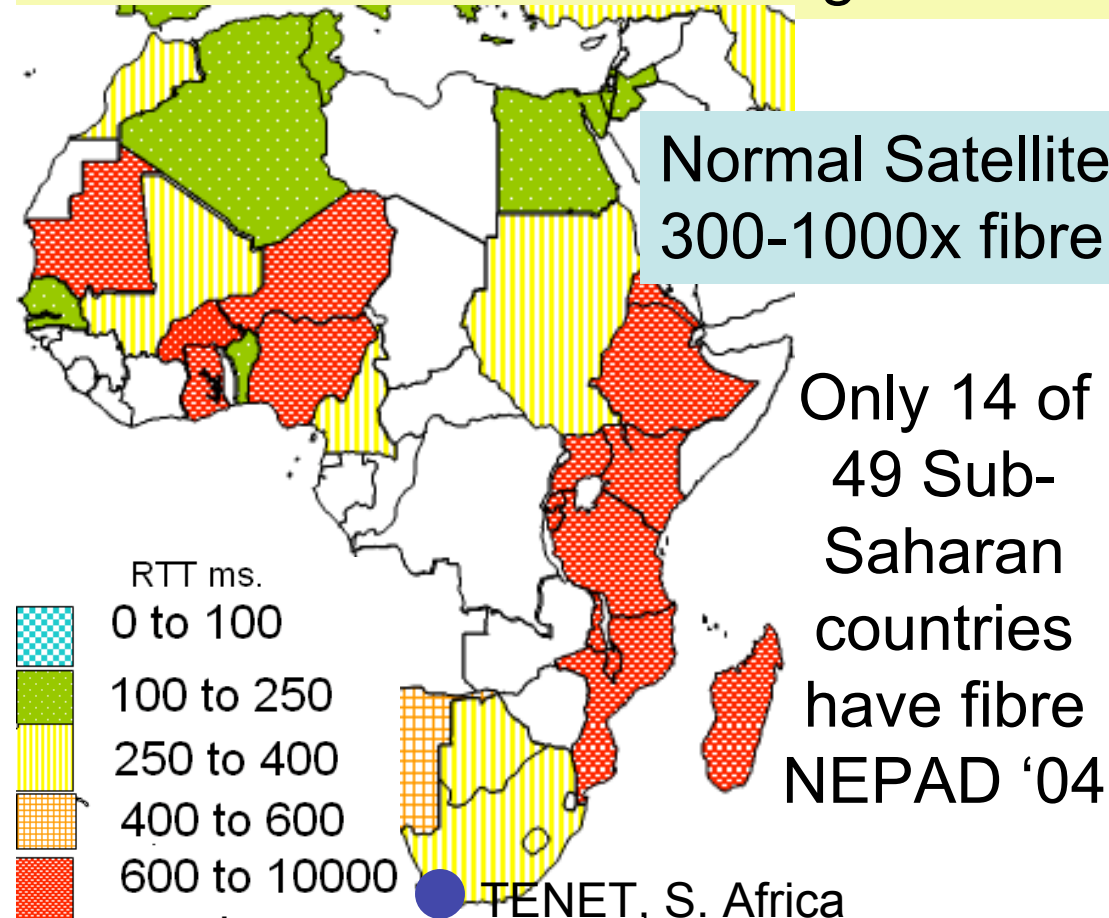 Normal Satellite
300-1000x fibre
Only 14 of
49 Sub-
Saharan
countries
have fibre
NEPAD ‘04
RTT ms.
0 to 100
100 to 250
250 to 400
400 to 600
600 to 10000
TENET, S. Africa